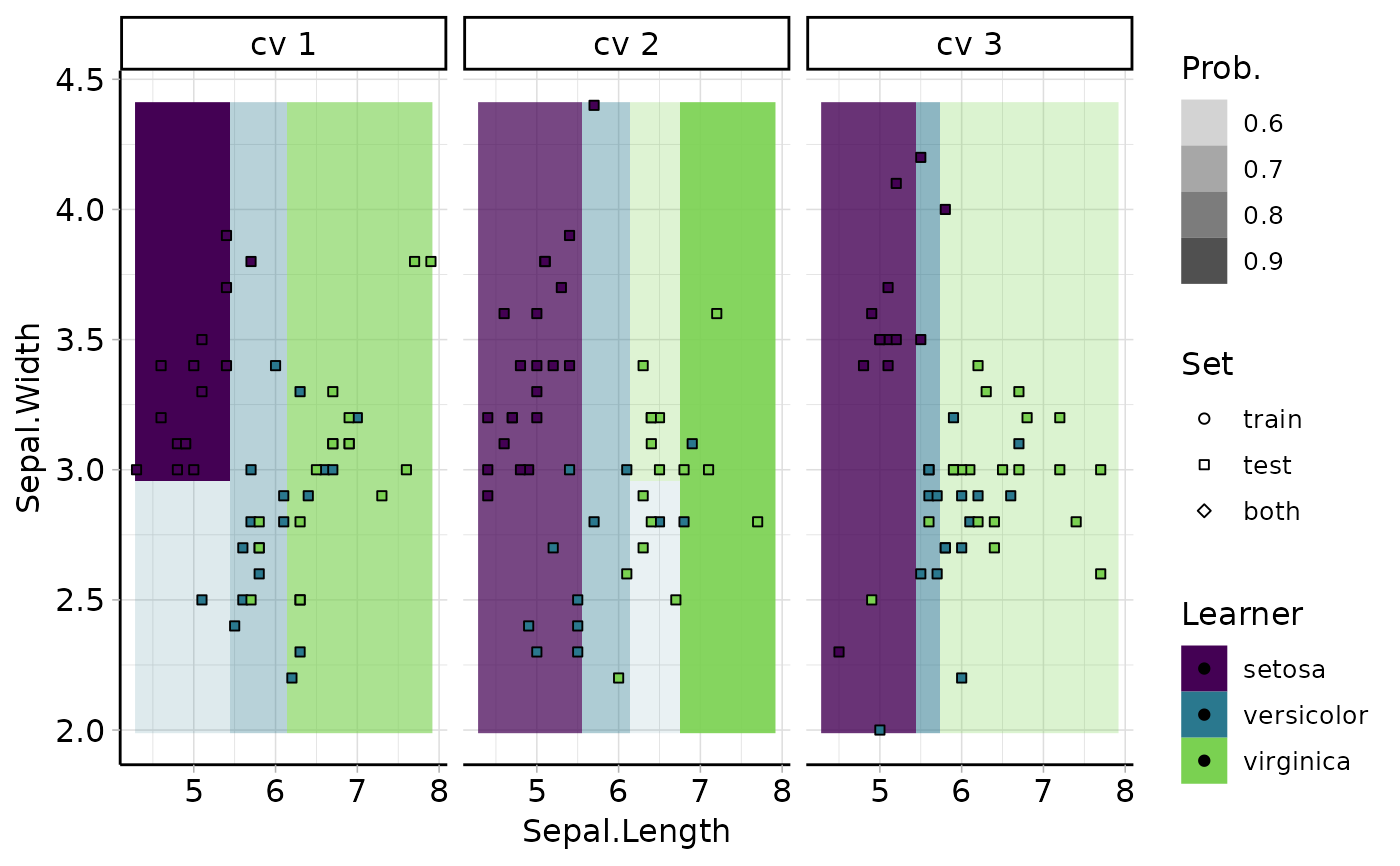 cv 1
cv 2
cv 3
4.5
4.0
3.5
3.0
2.5
2.0
Sepal.Width
5 6 7 8
5 6 7 8
5 6 7 8
Sepal.Length
Prob.
0.6
0.7
0.8
0.9
Set
train
test
both
Learner
setosa
versicolor
virginica